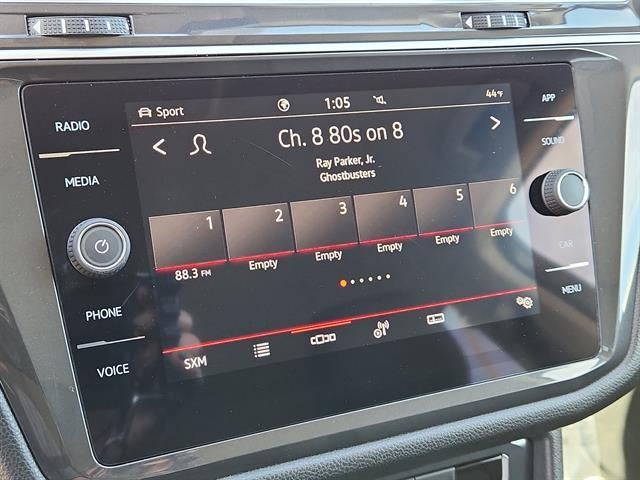 Sport 1:05 44°F
RADIO
MEDIA
PHONE
VOICE
< Ch. 8 80s on 8 >
Ray Parker, Jr.
Ghostbusters
1 2 3 4 5 6
88.3 FM Empty Empty Empty Empty Empty
SXM
APP
SOUND
CAR
MENU